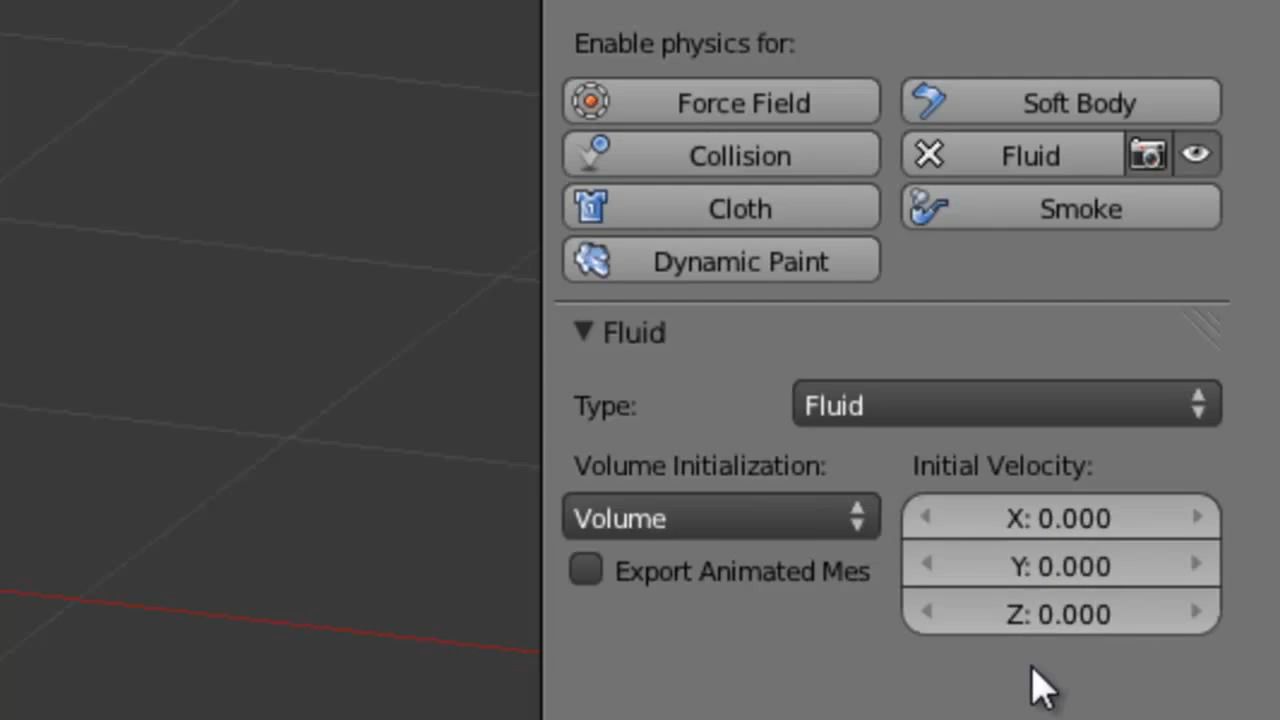 Enable physics for:
Force Field
Soft Body
Collision
Fluid
Cloth
Smoke
Dynamic Paint
Fluid
Type:
Fluid
Volume Initialization:
Initial Velocity:
Volume
X: 0.000
Export Animated Mes
Y: 0.000
Z: 0.000